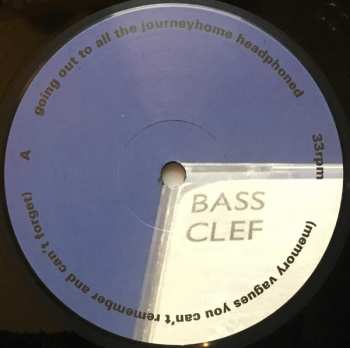 going out to all the journeyhome headphoned
33rpm
(memory vagues you can't remember and can't forget)
A
BASS
CLEF